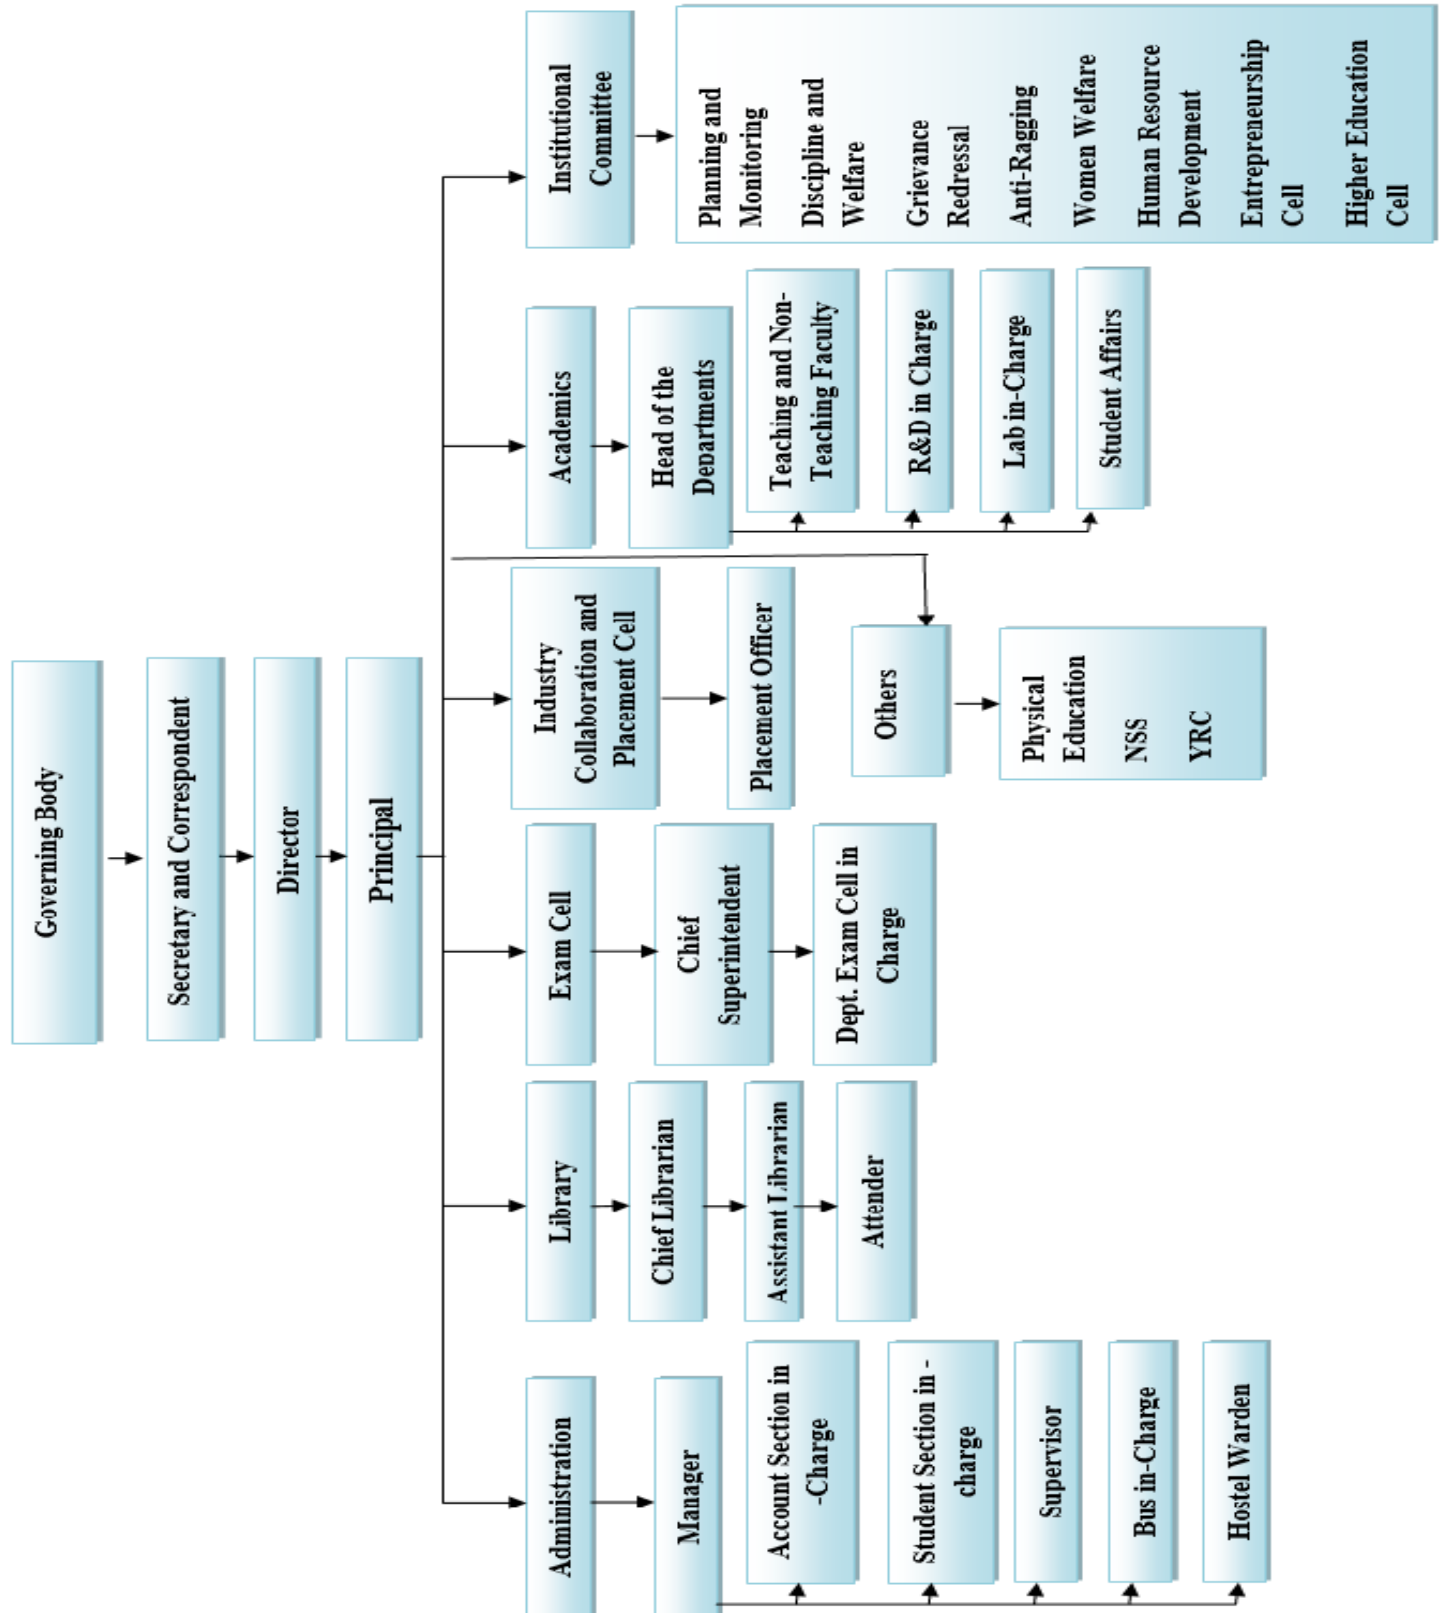 Governing Body
Secretary and Correspondent
Director
Principal
Administration
Manager
Account Section in
-Charge
Student Section in -
charge
Supervisor
Bus in-Charge
Hostel Warden
Library
Chief Librarian
Assistant Librarian
Attender
Exam Cell
Chief
Superintendent
Dept. Exam Cell in
Charge
Industry
Collaboration and
Placement Cell
Placement Officer
Others
Physical
Education
NSS
YRC
Academics
Head of the
Departments
Teaching and Non-
Teaching Faculty
R&D in Charge
Lab in-Charge
Student Affairs
Institutional
Committee
Planning and
Monitoring
Discipline and
Welfare
Grievance
Redressal
Anti-Ragging
Women Welfare
Human Resource
Development
Entrepreneurship
Cell
Higher Education
Cell